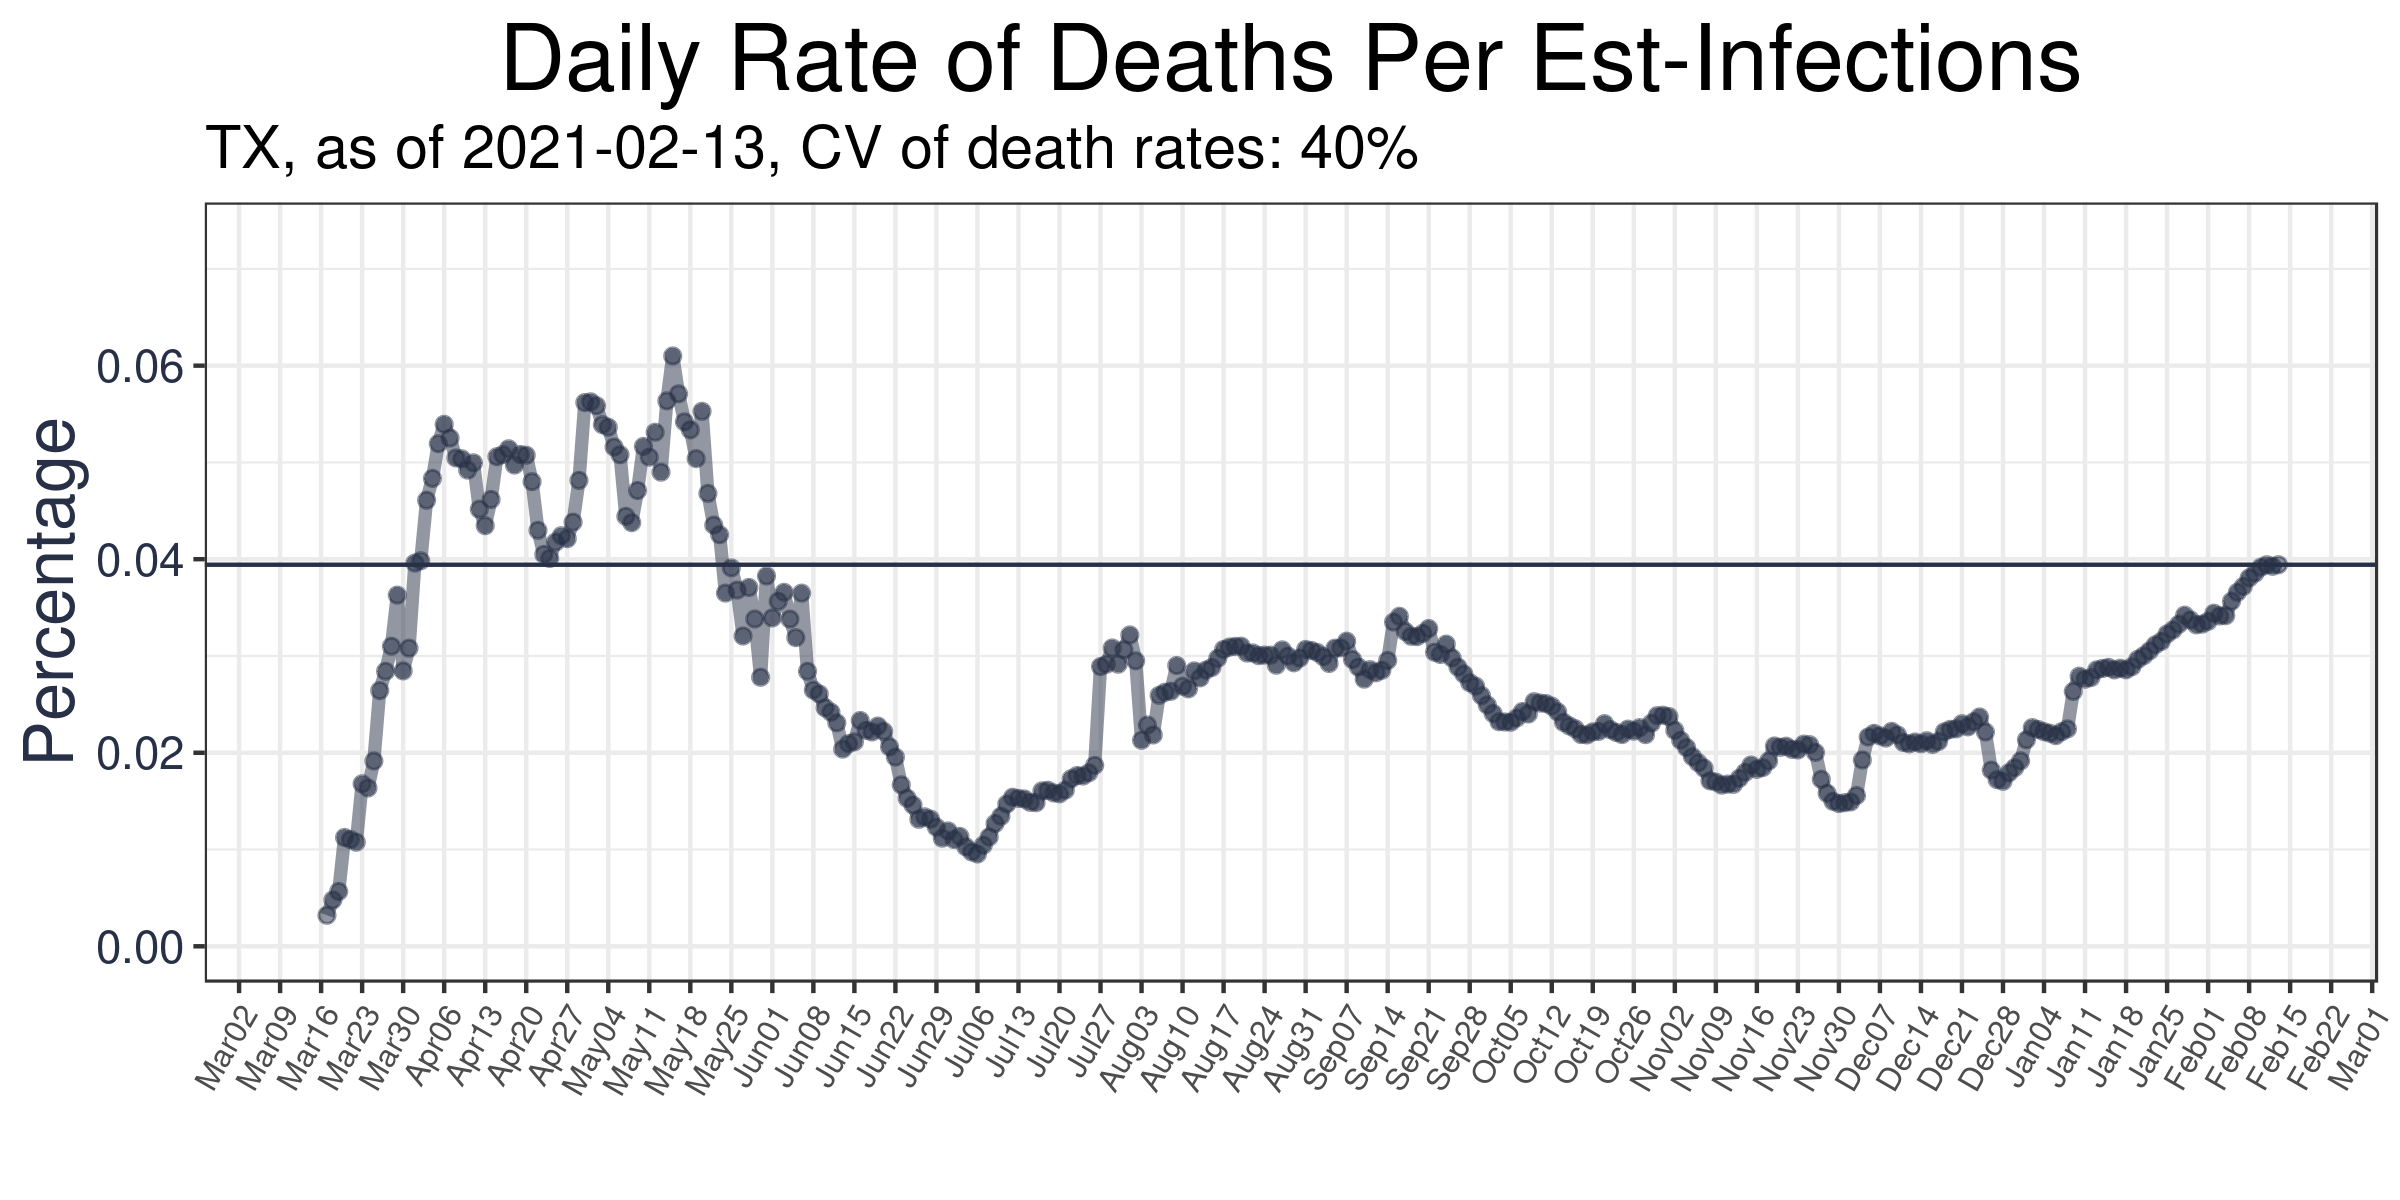 Daily Rate of Deaths Per Est-Infections
TX, as of 2021-02-13, CV of death rates: 40%
Percentage
0.06
0.04
0.02
0.00
Mar02
Mar09
Mar16
Mar23
Mar30
Apr06
Apr13
Apr20
Apr27
May04
May11
May18
May25
Jun01
Jun08
Jun15
Jun22
Jun29
Jul06
Jul13
Jul20
Jul27
Aug03
Aug10
Aug17
Aug24
Aug31
Sep07
Sep14
Sep21
Sep28
Oct05
Oct12
Oct19
Oct26
Nov02
Nov09
Nov16
Nov23
Nov30
Dec07
Dec14
Dec21
Dec28
Jan04
Jan11
Jan18
Jan25
Feb01
Feb08
Feb15
Feb22
Mar01